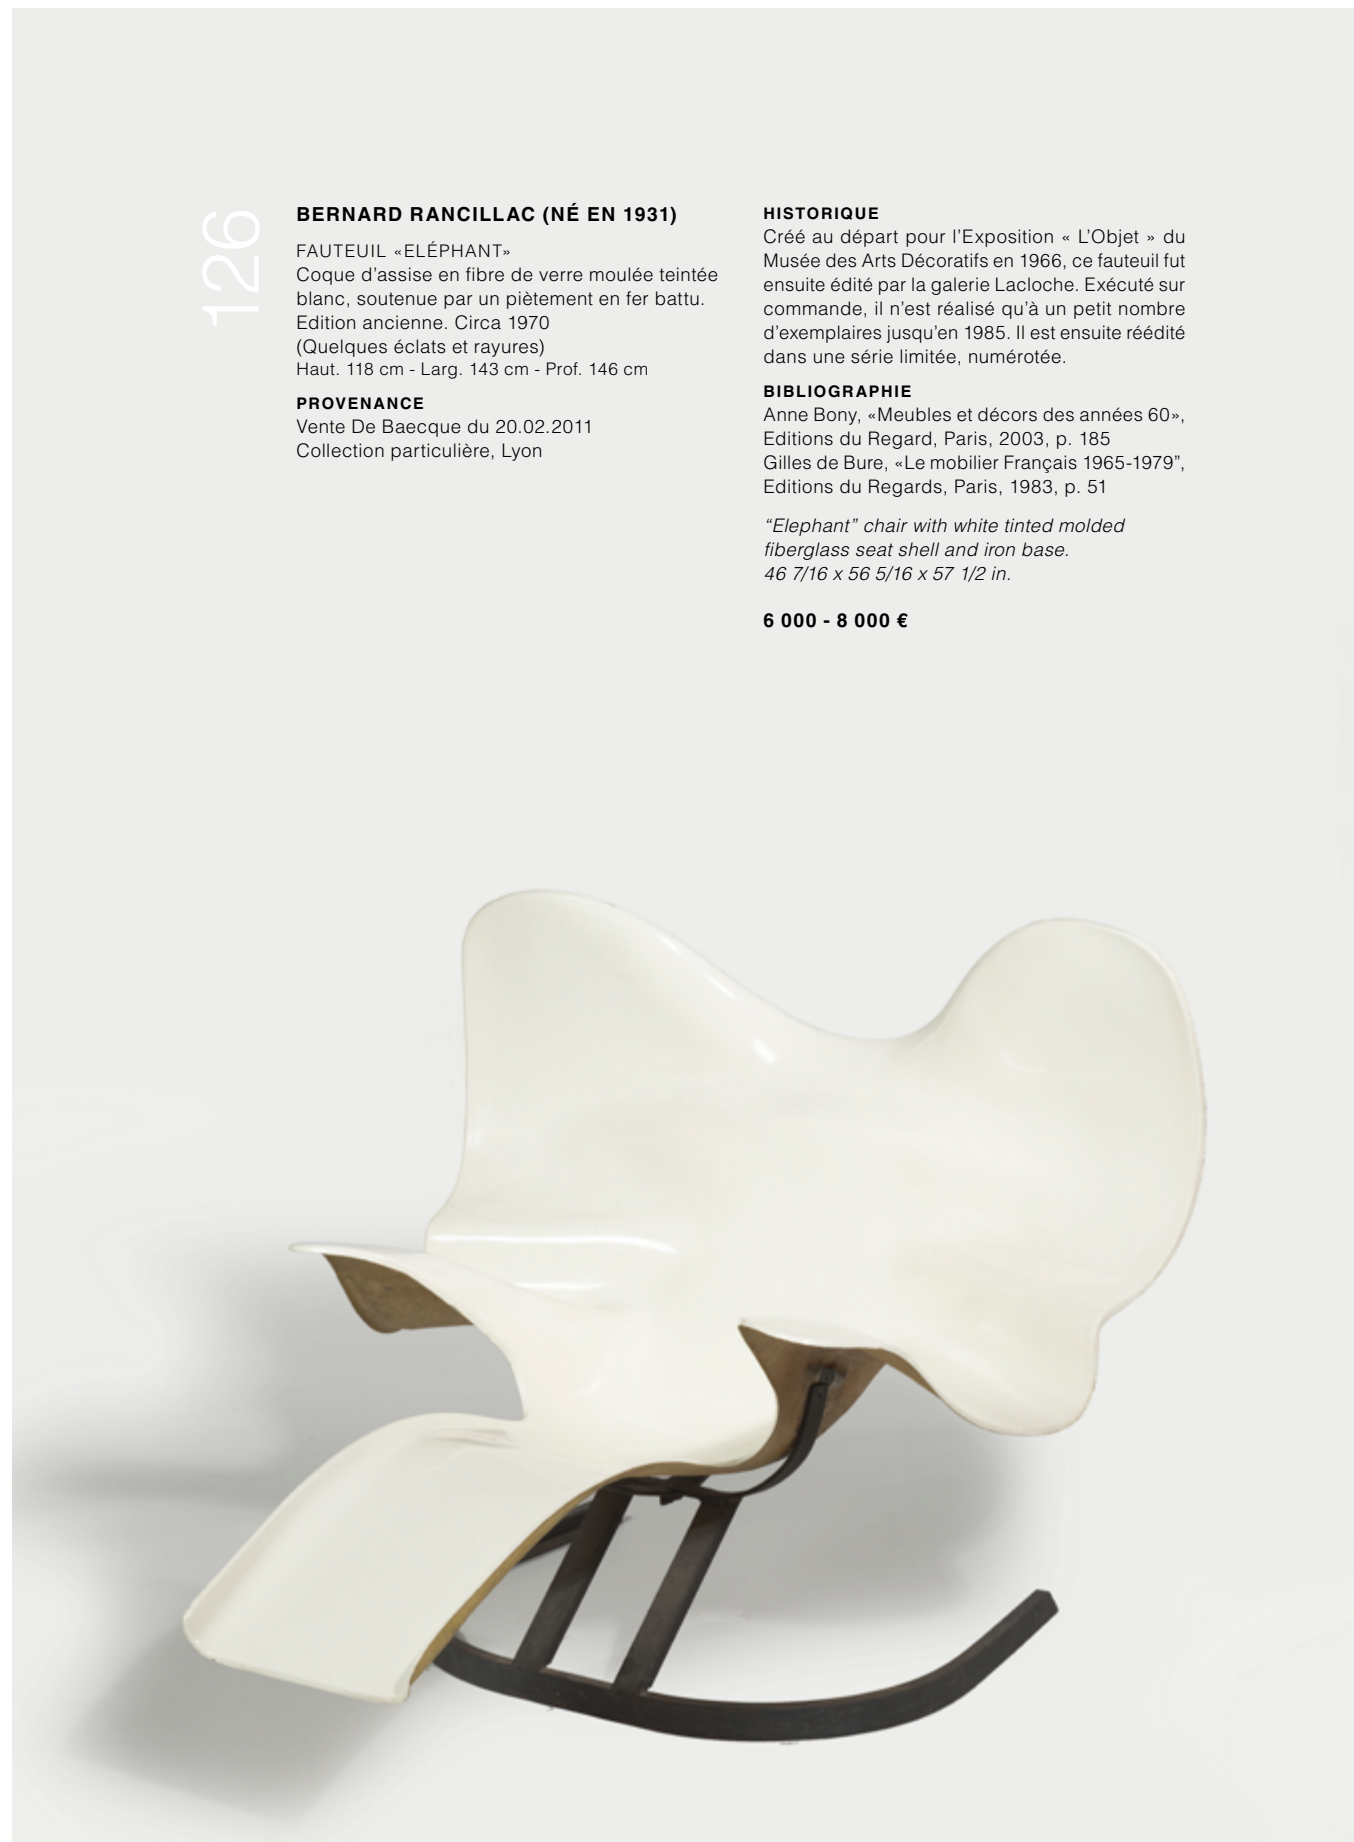 126
BERNARD RANCILLAC (NÉ EN 1931)
FAUTEUIL «ELÉPHANT»
Coque d’assise en fibre de verre moulée teintée
blanc, soutenue par un piètement en fer battu.
Edition ancienne. Circa 1970
(Quelques éclats et rayures)
Haut. 118 cm - Larg. 143 cm - Prof. 146 cm
PROVENANCE
Vente De Baecque du 20.02.2011
Collection particulière, Lyon
HISTORIQUE
Créé au départ pour l’Exposition « L’Objet » du
Musée des Arts Décoratifs en 1966, ce fauteuil fut
ensuite édité par la galerie Lacloche. Exécuté sur
commande, il n’est réalisé qu’à un petit nombre
d’exemplaires jusqu’en 1985. Il est ensuite réédité
dans une série limitée, numérotée.
BIBLIOGRAPHIE
Anne Bony, «Meubles et décors des années 60»,
Editions du Regard, Paris, 2003, p. 185
Gilles de Bure, «Le mobilier Français 1965-1979”,
Editions du Regards, Paris, 1983, p. 51
“Elephant” chair with white tinted molded
fiberglass seat shell and iron base.
46 7/16 x 56 5/16 x 57 1/2 in.
6 000 - 8 000 €